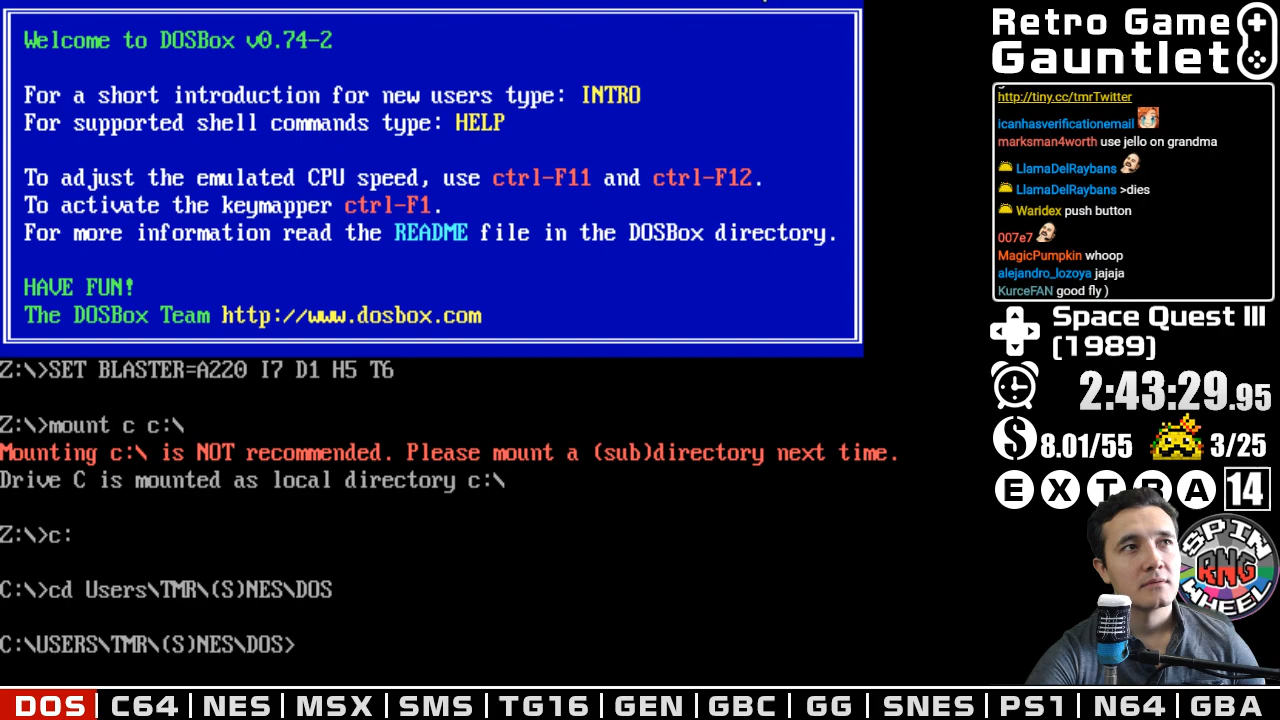 Welcome to DOSBox v0.74-2
For a short introduction for new users type: INTRO
For supported shell commands type: HELP
To adjust the emulated CPU speed, use ctrl-F11 and ctrl-F12.
To activate the keymapper ctrl-F1.
For more information read the README file in the DOSBox directory.
HAVE FUN!
The DOSBox Team http://www.dosbox.com
Z:\>SET BLASTER=A220 I7 D1 H5 T6
Z:\>mount c c:\
Mounting c:\ is NOT recommended. Please mount a (sub)directory next time.
Drive C is mounted as local directory c:\
Z:\>c:
C:\>cd Users\TMR\(S)NES\DOS
C:\USERS\TMR\(S)NES\DOS>
Retro Game
Gauntlet
http://tiny.cc/tmrTwitter
icanhasverificationemail
marksman4worth use jello on grandma
LlamaDelRaybans
LlamaDelRaybans >dies
Waridex push button
007e7
MagicPumpkin whoop
alejandro_lozoya jajaja
KurceFAN good fly )
Space Quest III
(1989)
2:43:29.95
$ 8.01/55 3/25
E X T R A 14
SPIN
RNG
WHEEL
DOS | C64 | NES | MSX | SMS | TG16 | GEN | GBC | GG | SNES | PS1 | N64 | GBA